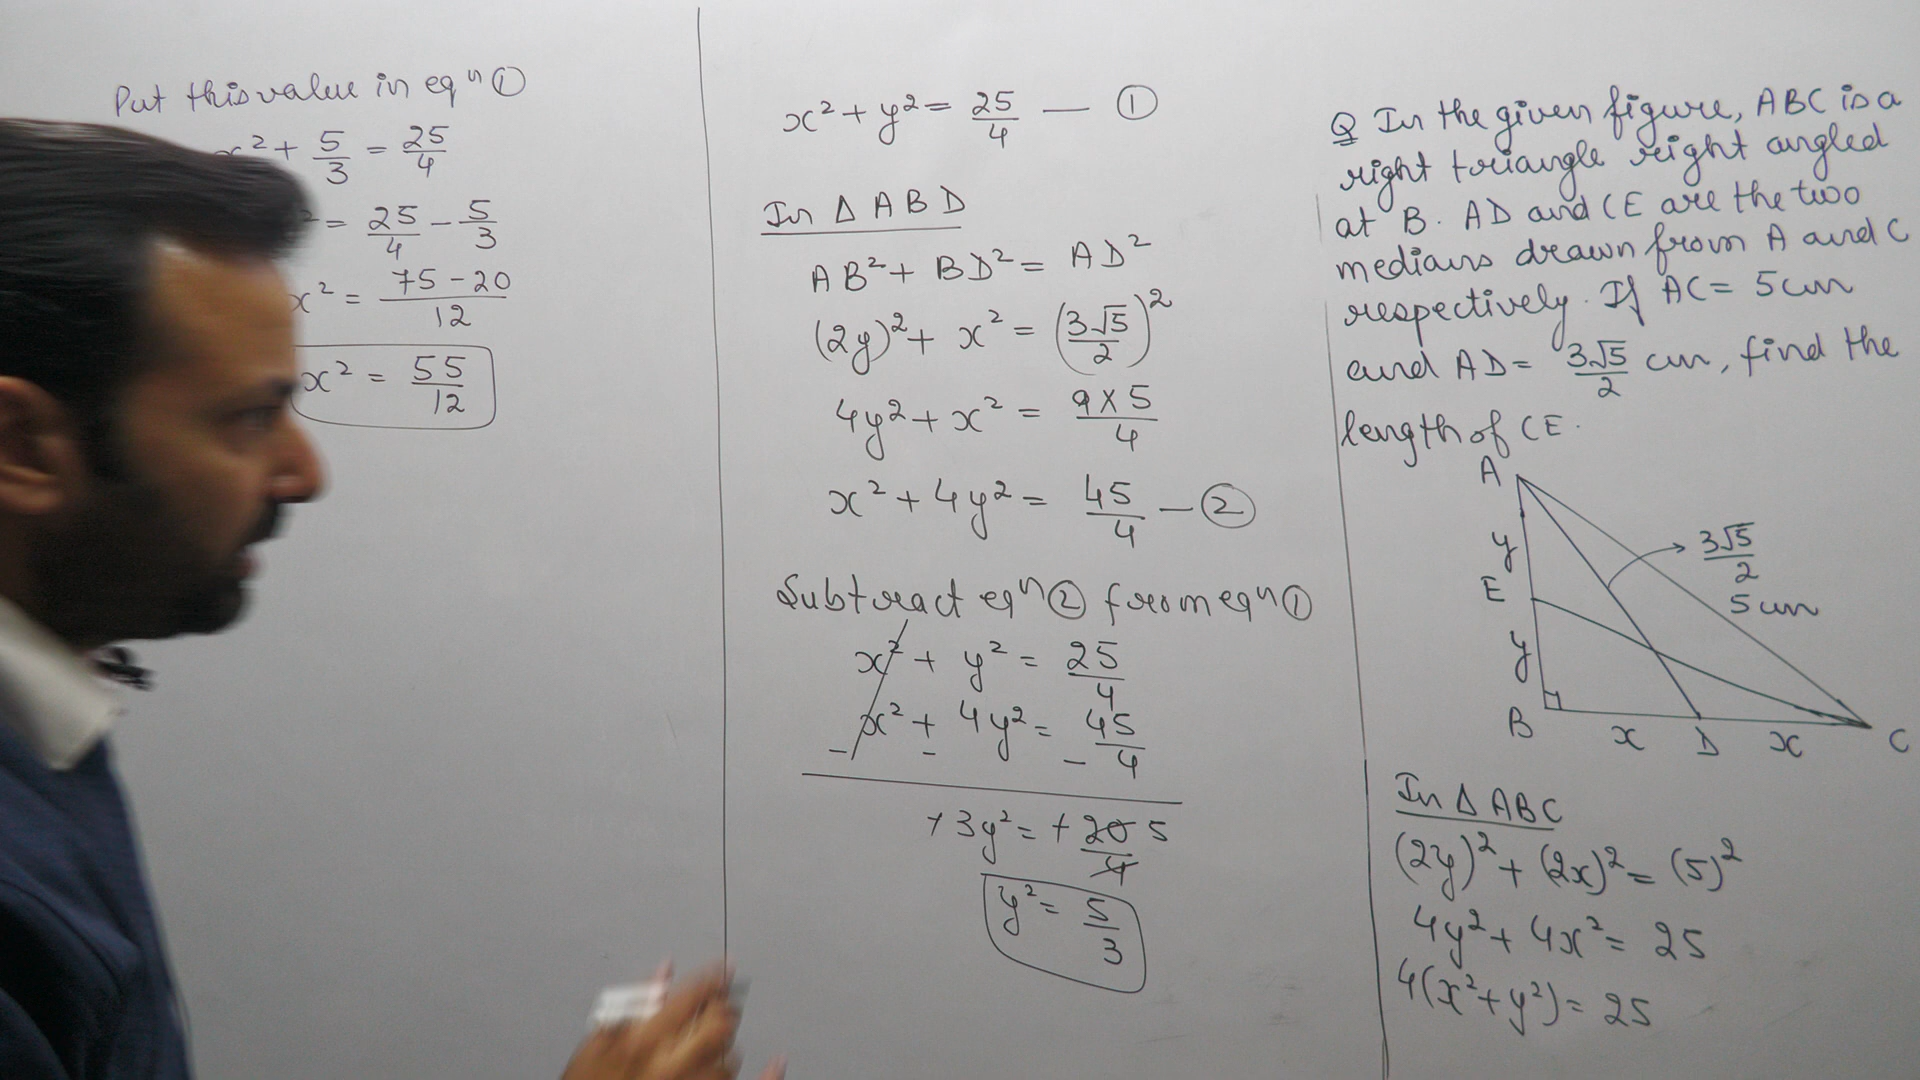 Put this value in eqⁿ ①
x² + 5/3 = 25/4
² = 25/4 - 5/3
x² = 75 - 20/12
x² = 55/12
x² + y² = 25/4 — ①
In Δ ABD
AB² + BD² = AD²
(2y)² + x² = (3√5/2)²
4y² + x² = 9 × 5/4
x² + 4y² = 45/4 — ②
Subtract eqⁿ ② from eqⁿ ①
x² + y² = 25/4
x² + 4y² = 45/4
- - -
+3y² = +20/4 5
y² = 5/3
Q In the given figure, ABC is a
right triangle right angled
at B. AD and CE are the two
medians drawn from A and C
respectively. If AC = 5cm
and AD = 3√5/2 cm, find the
length of CE.
A
y
3√5/2
E
5cm
y
B x D x C
In Δ ABC
(2y)² + (2x)² = (5)²
4y² + 4x² = 25
4(x² + y²) = 25